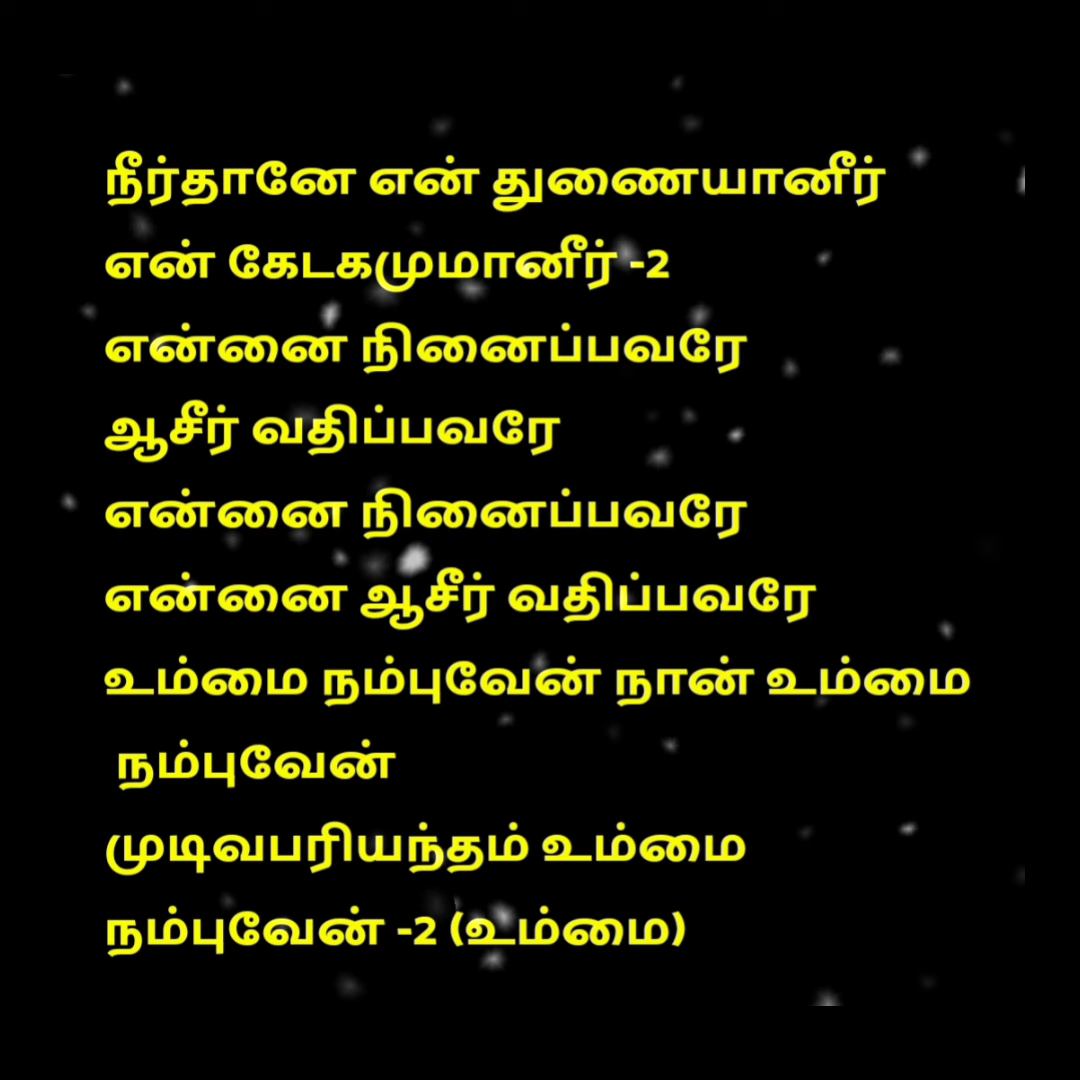 நீர்தானே என் துணையானீர்
என் கேடகமுமானீர் -2
என்னை நினைப்பவரே
ஆசீர் வதிப்பவரே
என்னை நினைப்பவரே
என்னை ஆசீர் வதிப்பவரே
உம்மை நம்புவேன் நான் உம்மை
நம்புவேன்
முடிவபரியந்தம் உம்மை
நம்புவேன் -2 (உம்மை)